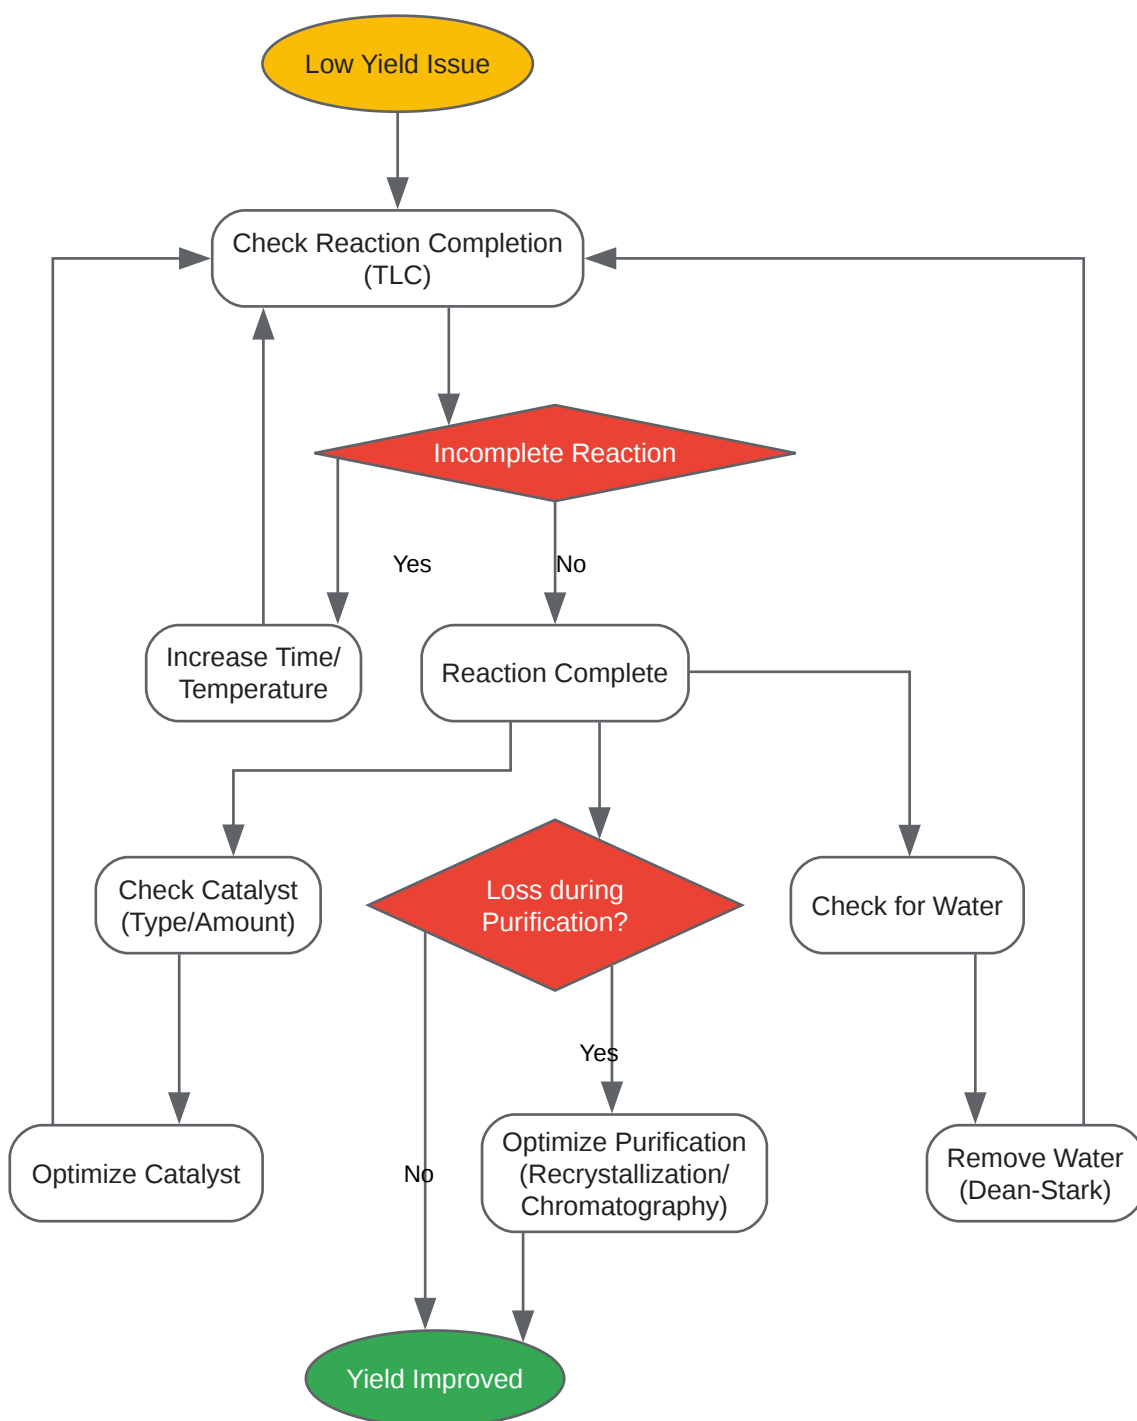 Low Yield Issue
Check Reaction Completion
(TLC)
Incomplete Reaction
Yes
No
Increase Time/
Temperature
Reaction Complete
Check Catalyst
(Type/Amount)
Loss during
Purification?
Check for Water
Yes
No
Optimize Catalyst
Optimize Purification
(Recrystallization/
Chromatography)
Remove Water
(Dean-Stark)
Yield Improved